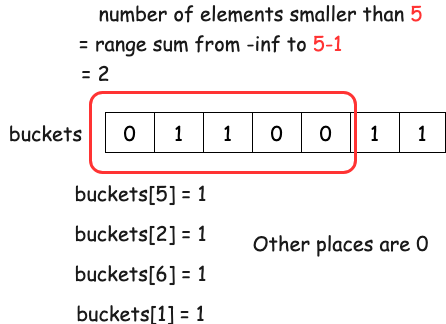 number of elements smaller than 5
= range sum from -inf to 5-1
= 2
buckets 0 1 1 0 0 1 1
buckets[5] = 1
buckets[2] = 1
Other places are 0
buckets[6] = 1
buckets[1] = 1